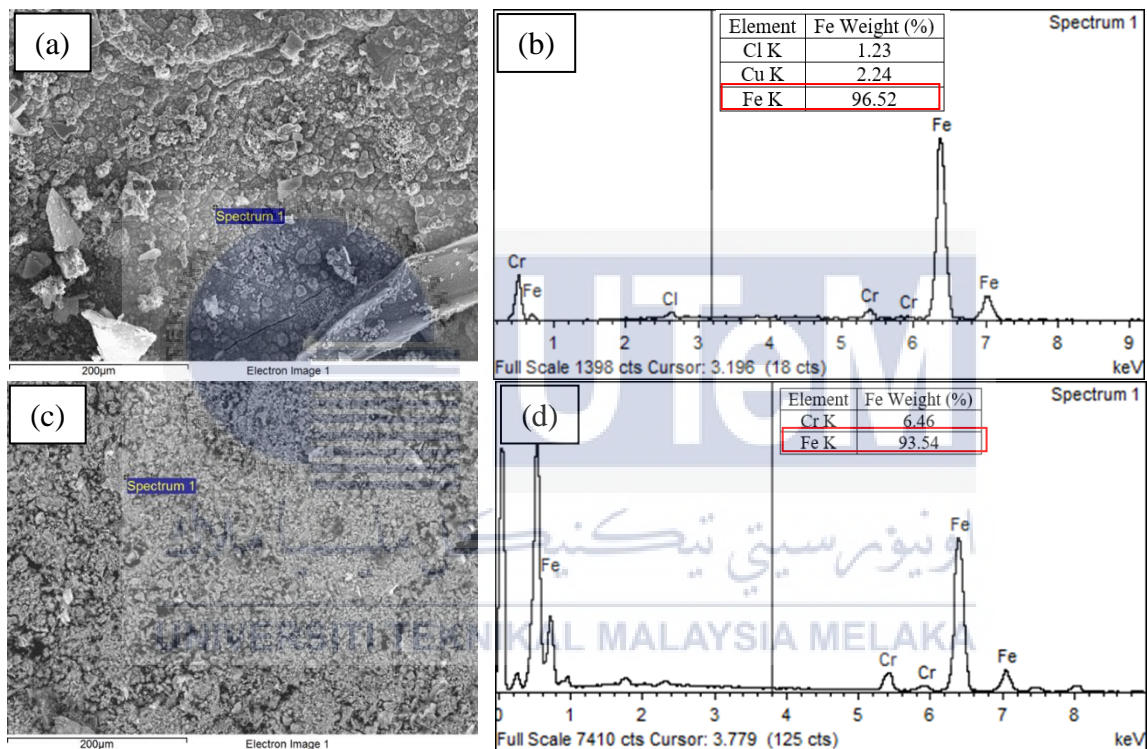 (a)
Spectrum 1
200µm
Electron Image 1
(b)
Element Fe Weight (%)
Cl K 1.23
Cu K 2.24
Fe K 96.52
Spectrum 1
Fe
Cr
Fe
Cl
Cr
Cr
Fe
1 2 3 4 5 6 7 8 9
Full Scale 1398 cts Cursor: 3.196 (18 cts)
keV
UTeM
(c)
Spectrum 1
200µm
Electron Image 1
(d)
Element Fe Weight (%)
Cr K 6.46
Fe K 93.54
Spectrum 1
Fe
Fe
Cr
Cr
Fe
0 1 2 3 4 5 6 7 8
Full Scale 7410 cts Cursor: 3.779 (125 cts)
keV
اونيۏرسيتي تيكنيكل مليسيا ملاك
UNIVERSITI TEKNIKAL MALAYSIA MELAKA